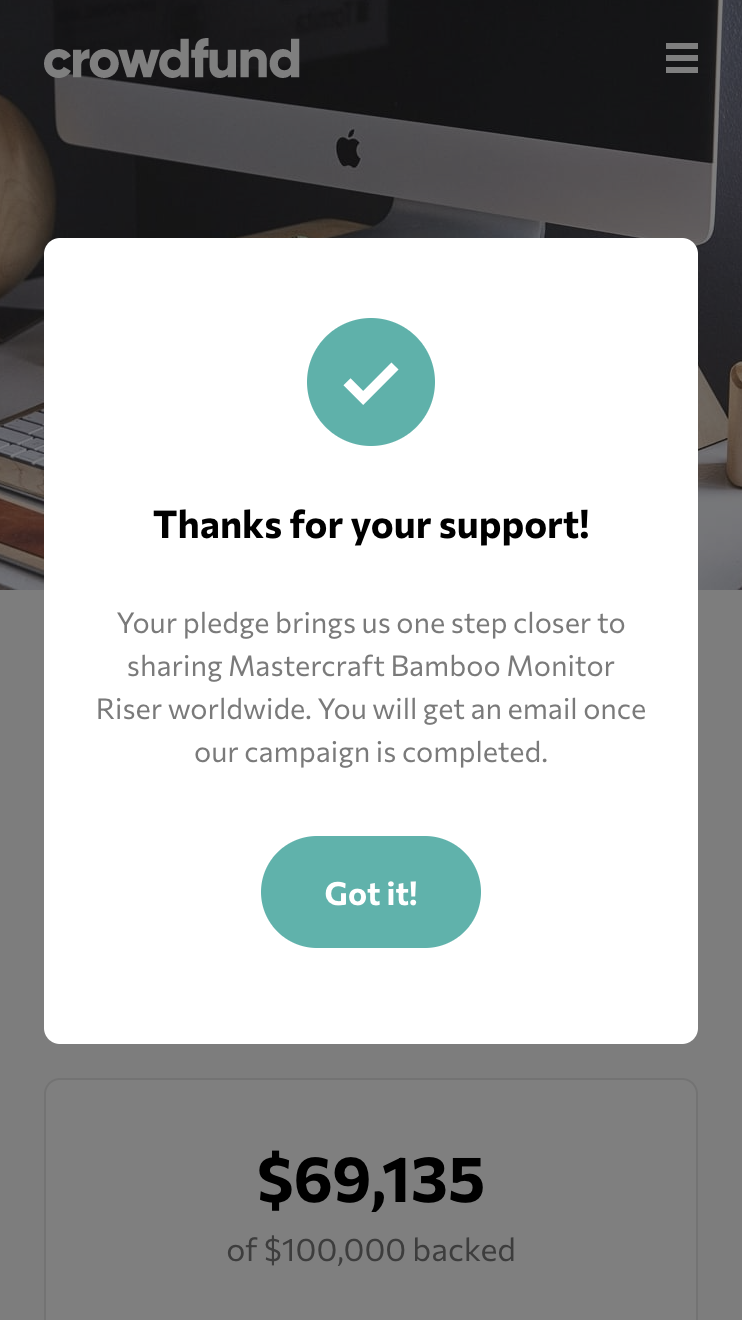 crowdfund
Thanks for your support!
Your pledge brings us one step closer to
sharing Mastercraft Bamboo Monitor
Riser worldwide. You will get an email once
our campaign is completed.
Got it!
$69,135
of $100,000 backed